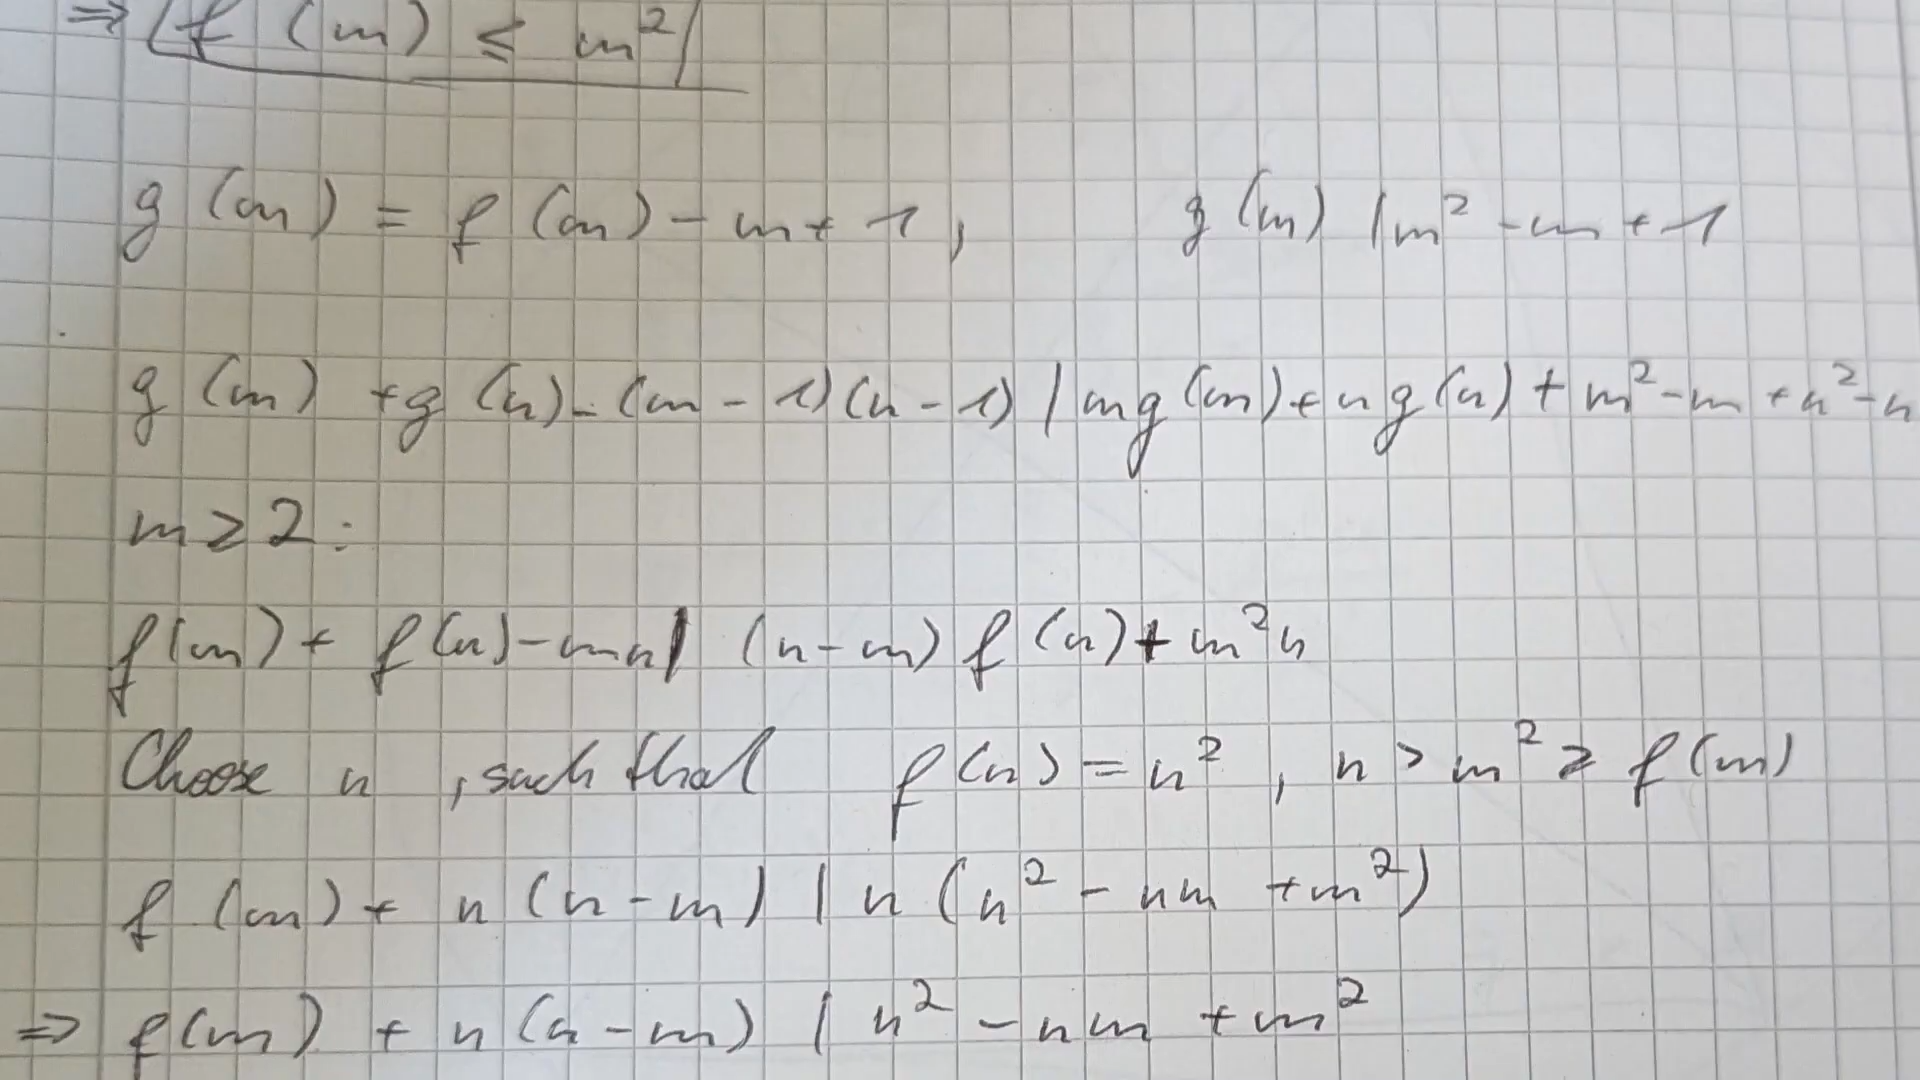 ⇒ f(m) ≤ m²
g(m) = f(m) - m + 1, g(m) | m² - m + 1
g(m) + g(n) - (m - 1)(n - 1) | mg(m) + ng(n) + m² - m + n² - n
m ≥ 2:
f(m) + f(n) - mn | (n - m) f(n) + m²n
Choose n, such that f(n) = n², n > m² ≥ f(m)
f(m) + n(n - m) | n(n² - nm + m²)
⇒ f(m) + n(n - m) | n² - nm + m²